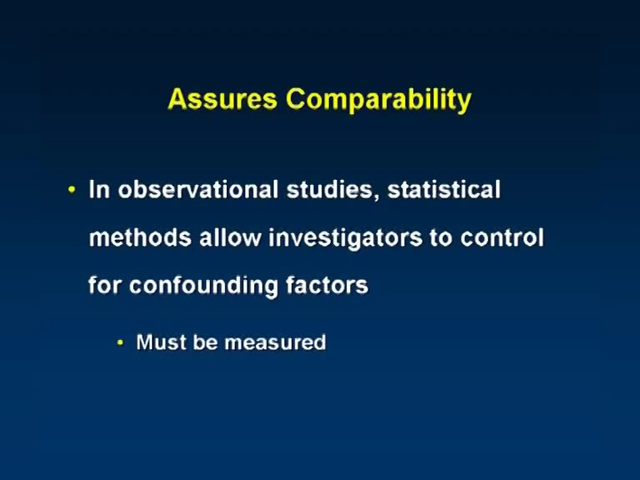 Assures Comparability
• In observational studies, statistical
methods allow investigators to control
for confounding factors
• Must be measured